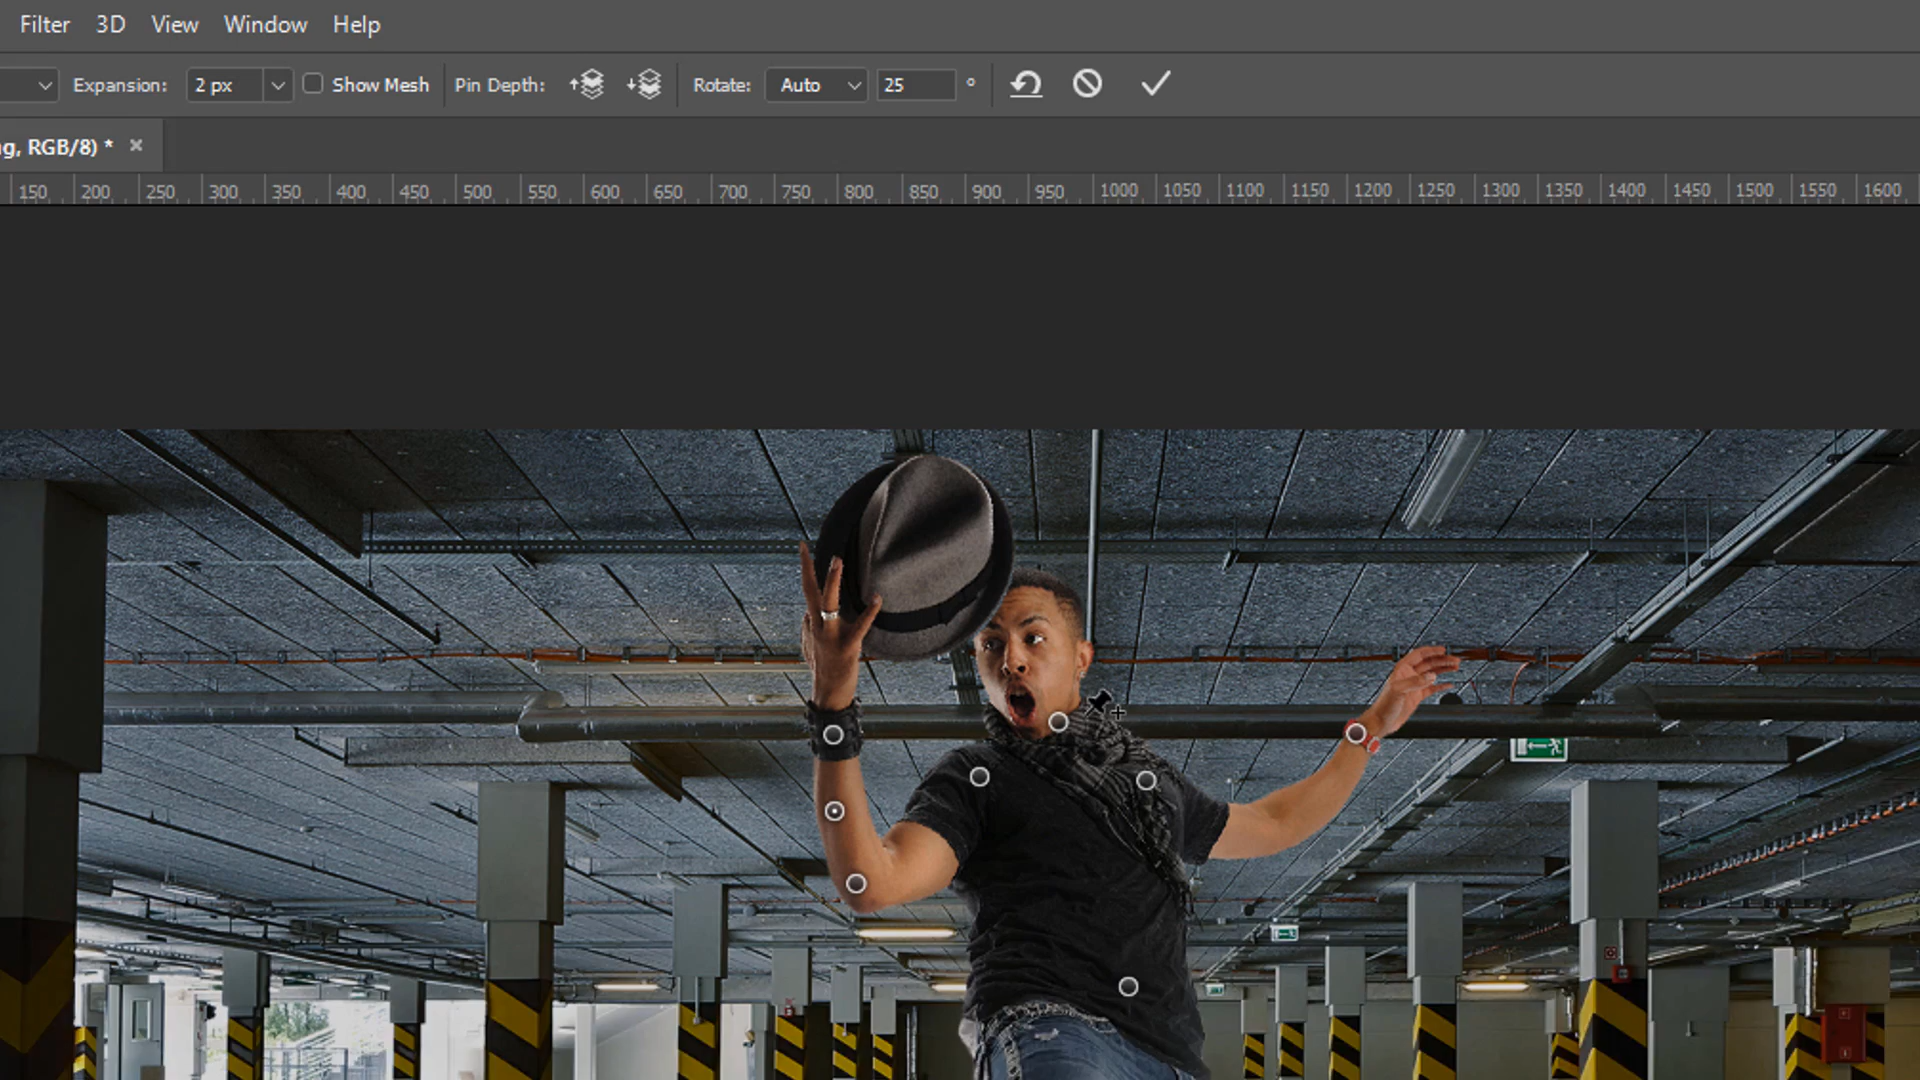 Filter 3D View Window Help
Expansion: 2 px Show Mesh Pin Depth: Rotate: Auto 25 °
g, RGB/8) * ×
150 200 250 300 350 400 450 500 550 600 650 700 750 800 850 900 950 1000 1050 1100 1150 1200 1250 1300 1350 1400 1450 1500 1550 1600